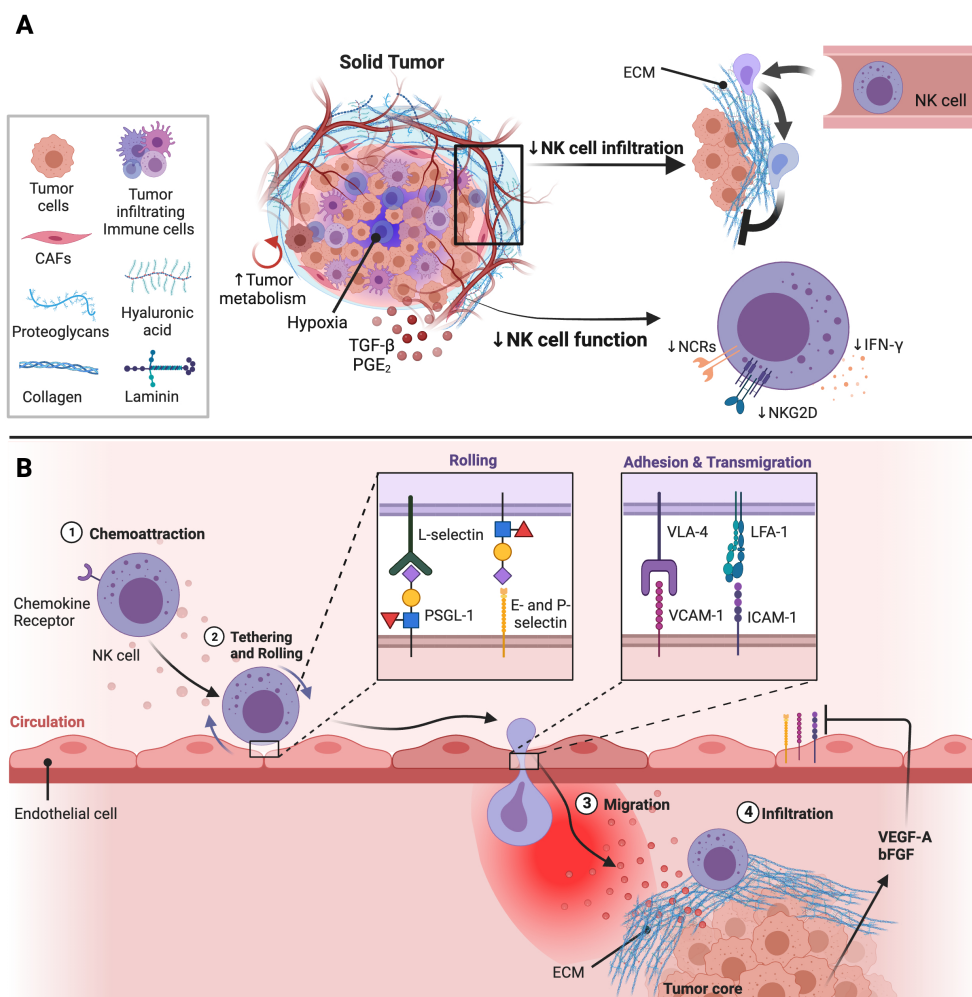 A
Solid Tumor
ECM
NK cell
↓NK cell infiltration
Tumor
cells
Tumor
infiltrating
Immune cells
CAFs
Proteoglycans
Hyaluronic
acid
Collagen
Laminin
↑Tumor
metabolism
Hypoxia
TGF-β
PGE₂
↓NK cell function
↓NCRs
↓IFN-γ
↓NKG2D
B
Rolling
Adhesion & Transmigration
1 Chemoattraction
Chemokine
Receptor
NK cell
2 Tethering
and Rolling
L-selectin
PSGL-1
E- and P-
selectin
VLA-4
LFA-1
VCAM-1
ICAM-1
Circulation
Endothelial cell
3 Migration
4 Infiltration
VEGF-A
bFGF
ECM
Tumor core